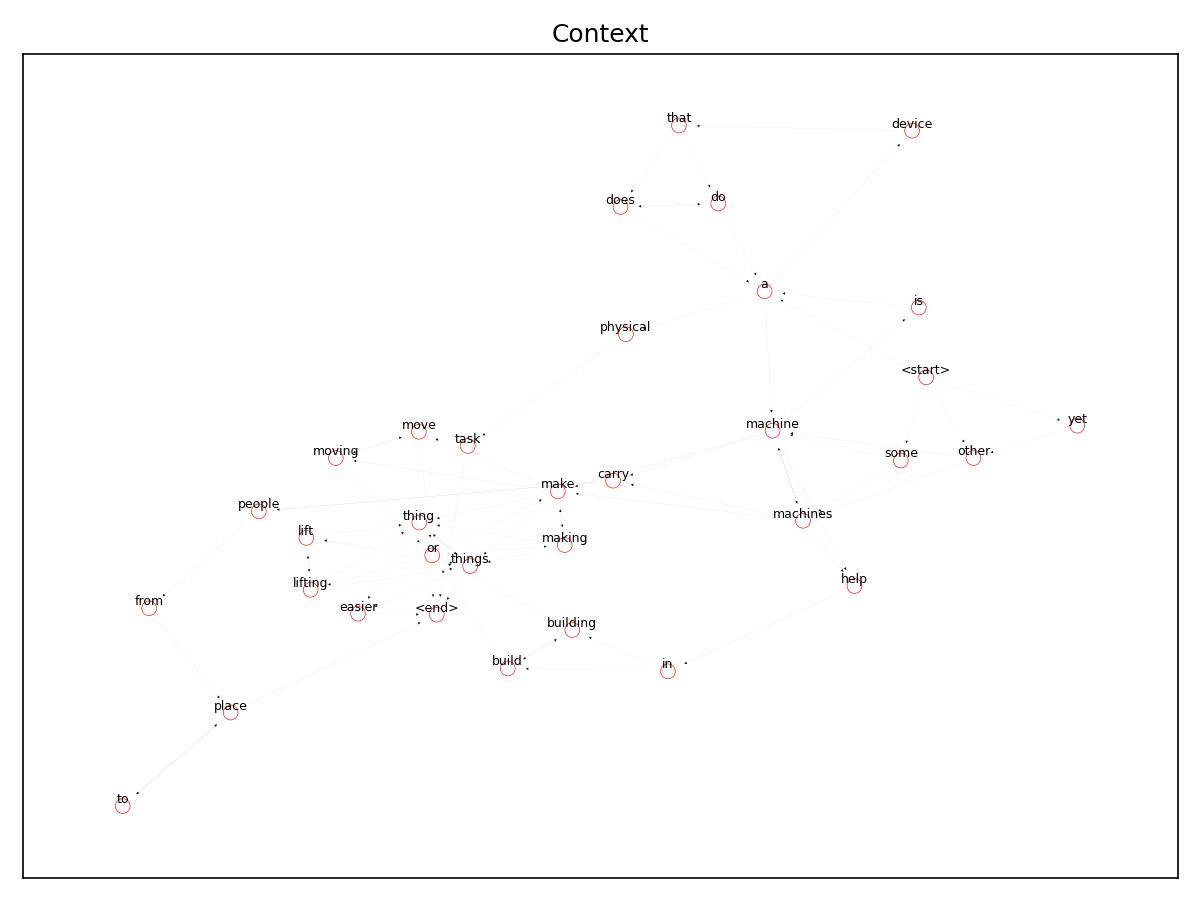 Context
that
device
does
do
a
is
physical
<start>
yet
move
machine
task
moving
some
other
carry
make
people
thing
machines
lift
making
or
things
lifting
help
from
easier
<end>
building
build
in
place
to